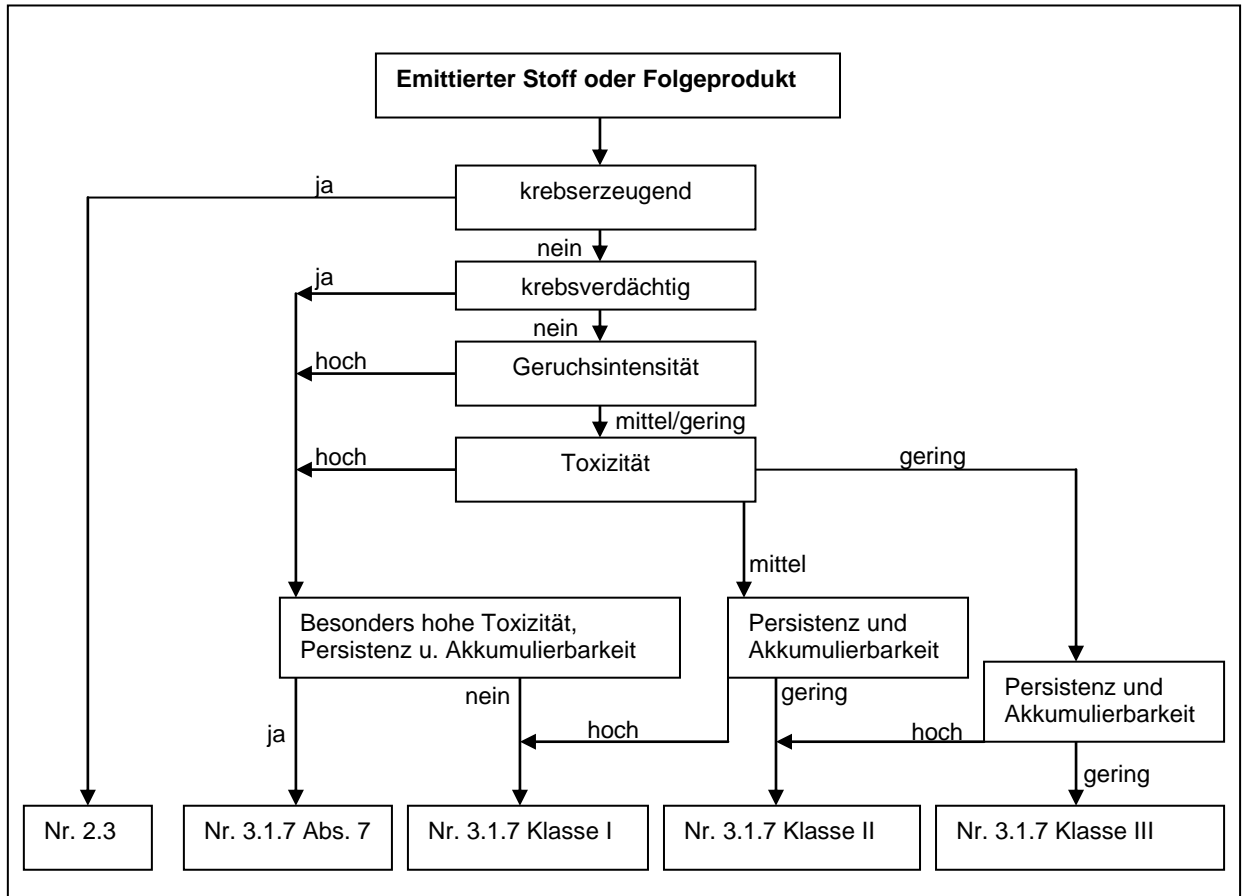 Emittierter Stoff oder Folgeprodukt
ja
krebserzeugend
nein
ja
krebsverdächtig
nein
hoch
Geruchsintensität
mittel/gering
hoch
Toxizität
gering
mittel
Besonders hohe Toxizität,
Persistenz u. Akkumulierbarkeit
Persistenz und
Akkumulierbarkeit
Persistenz und
Akkumulierbarkeit
nein
gering
ja
hoch
hoch
gering
Nr. 2.3
Nr. 3.1.7 Abs. 7
Nr. 3.1.7 Klasse I
Nr. 3.1.7 Klasse II
Nr. 3.1.7 Klasse III